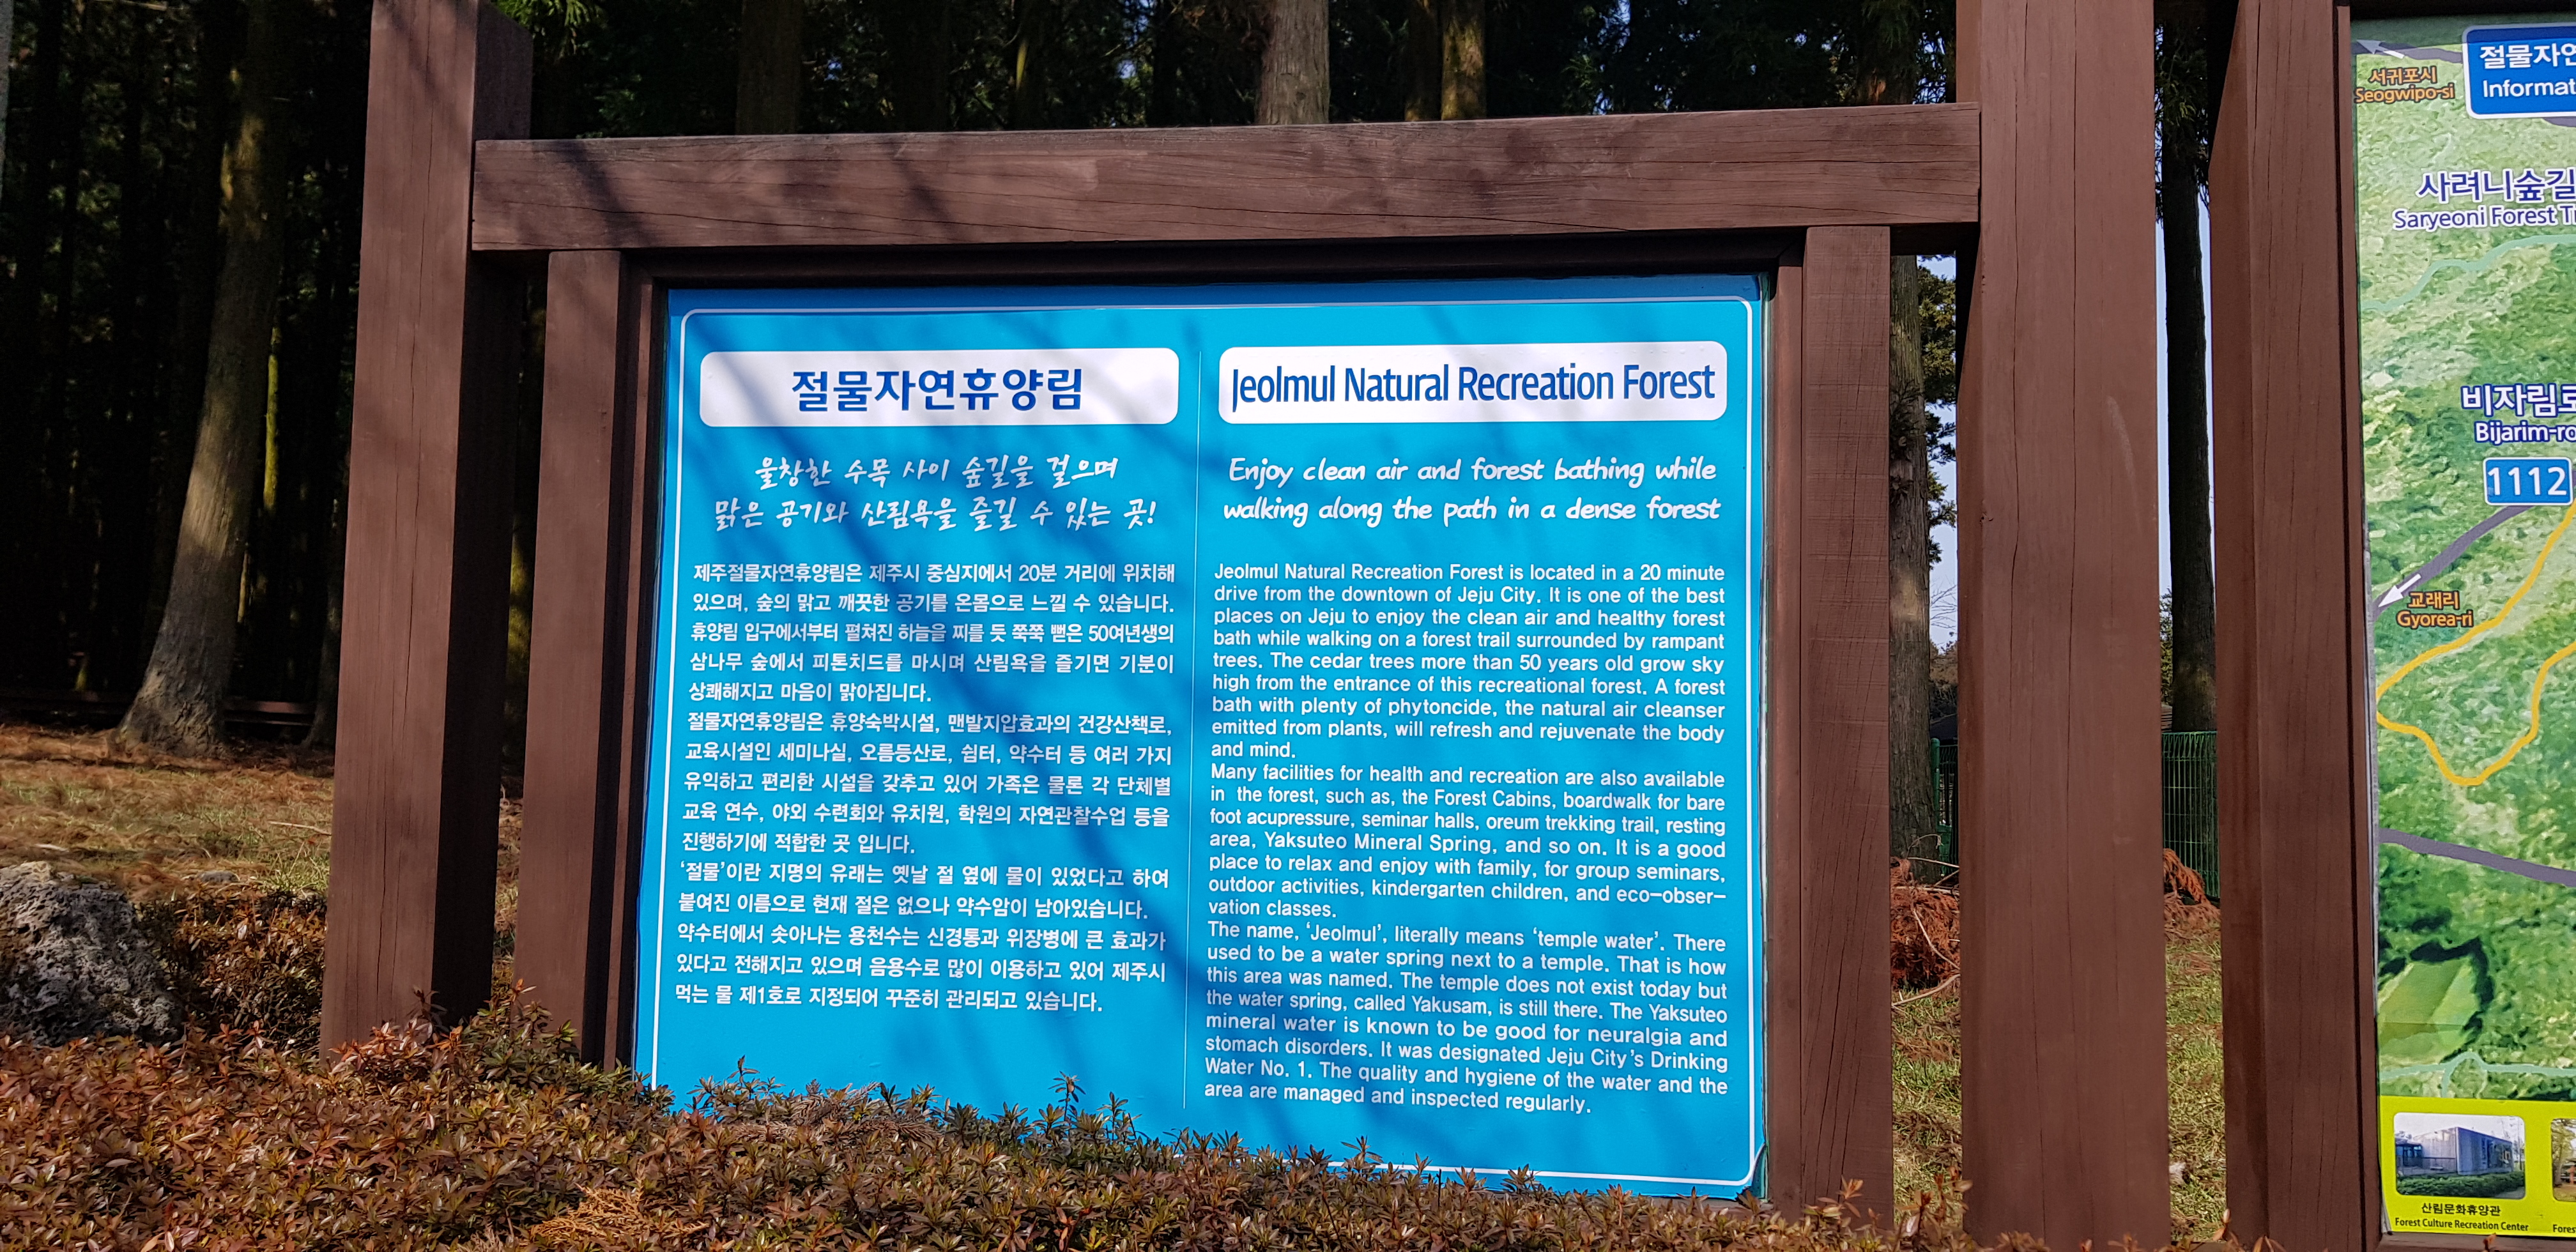 절물자연휴양림
울창한 수목 사이 숲길을 걸으며
맑은 공기와 산림욕을 즐길 수 있는 곳!
제주절물자연휴양림은 제주시 중심지에서 20분 거리에 위치해
있으며, 숲의 맑고 깨끗한 공기를 온몸으로 느낄 수 있습니다.
휴양림 입구에서부터 펼쳐진 하늘을 찌를 듯 쭉쭉 뻗은 50여년생의
삼나무 숲에서 피톤치드를 마시며 산림욕을 즐기면 기분이
상쾌해지고 마음이 맑아집니다.
절물자연휴양림은 휴양숙박시설, 맨발지압효과의 건강산책로,
교육시설인 세미나실, 오름등산로, 쉼터, 약수터 등 여러 가지
유익하고 편리한 시설을 갖추고 있어 가족은 물론 각 단체별
교육 연수, 야외 수련회와 유치원, 학원의 자연관찰수업 등을
진행하기에 적합한 곳 입니다.
‘절물’이란 지명의 유래는 옛날 절 옆에 물이 있었다고 하여
붙여진 이름으로 현재 절은 없으나 약수암이 남아있습니다.
약수터에서 솟아나는 용천수는 신경통과 위장병에 큰 효과가
있다고 전해지고 있으며 음용수로 많이 이용하고 있어 제주시
먹는 물 제1호로 지정되어 꾸준히 관리되고 있습니다.
Jeolmul Natural Recreation Forest
Enjoy clean air and forest bathing while
walking along the path in a dense forest
Jeolmul Natural Recreation Forest is located in a 20 minute
drive from the downtown of Jeju City. It is one of the best
places on Jeju to enjoy the clean air and healthy forest
bath while walking on a forest trail surrounded by rampant
trees. The cedar trees more than 50 years old grow sky
high from the entrance of this recreational forest. A forest
bath with plenty of phytoncide, the natural air cleanser
emitted from plants, will refresh and rejuvenate the body
and mind.
Many facilities for health and recreation are also available
in the forest, such as, the Forest Cabins, boardwalk for bare
foot acupressure, seminar halls, oreum trekking trail, resting
area, Yaksuteo Mineral Spring, and so on. It is a good
place to relax and enjoy with family, for group seminars,
outdoor activities, kindergarten children, and eco-obser-
vation classes.
The name, ‘Jeolmul’, literally means ‘temple water’. There
used to be a water spring next to a temple. That is how
this area was named. The temple does not exist today but
the water spring, called Yakusam, is still there. The Yaksuteo
mineral water is known to be good for neuralgia and
stomach disorders. It was designated Jeju City’s Drinking
Water No. 1. The quality and hygiene of the water and the
area are managed and inspected regularly.
절물자연
Informat
서귀포시
Seogwipo-si
사려니숲길
Saryeoni Forest T
비자림로
Bijarim-ro
1112
교래리
Gyorea-ri
산림문화휴양관
Forest Culture Recreation Center
Fores